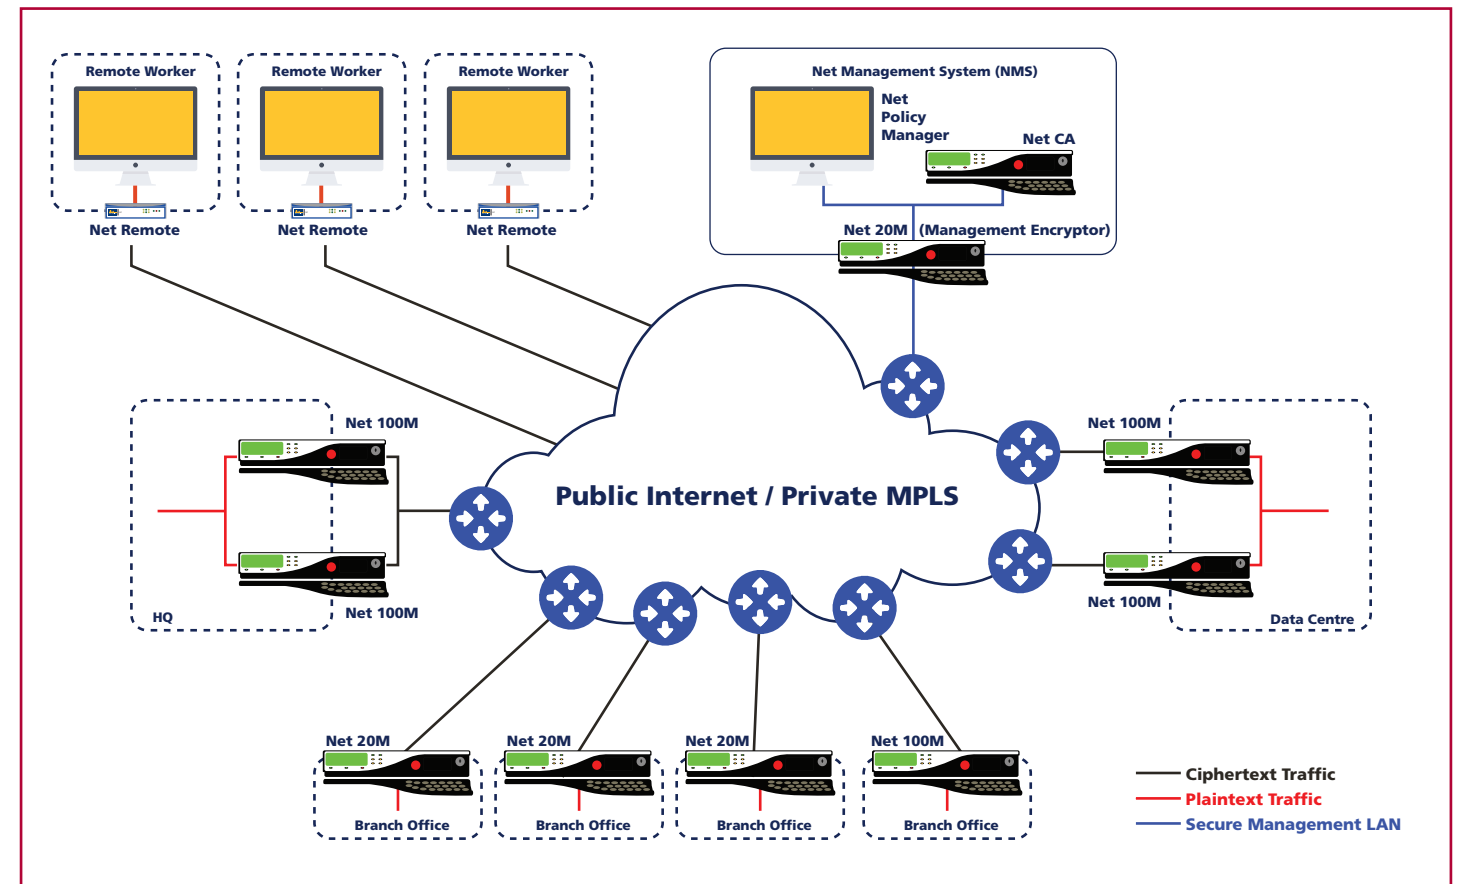 Remote Worker
Remote Worker
Remote Worker
Net Remote
Net Remote
Net Remote
Net Management System (NMS)
Net
Policy
Manager
Net CA
Net 20M (Management Encryptor)
Net 100M
Net 100M
HQ
Public Internet / Private MPLS
Net 100M
Net 100M
Data Centre
Net 20M
Net 20M
Net 20M
Net 100M
Branch Office
Branch Office
Branch Office
Branch Office
Ciphertext Traffic
Plaintext Traffic
Secure Management LAN